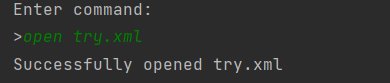 Enter command:
>open try.xml
Successfully opened try.xml